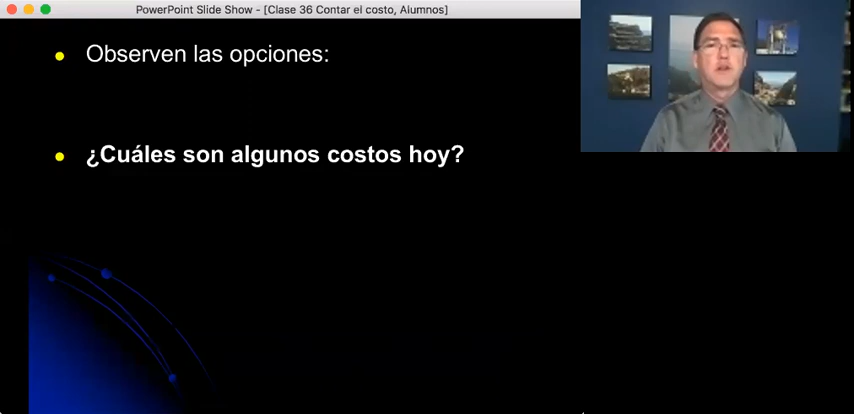 PowerPoint Slide Show - [Clase 36 Contar el costo, Alumnos]
Observen las opciones:
¿Cuáles son algunos costos hoy?